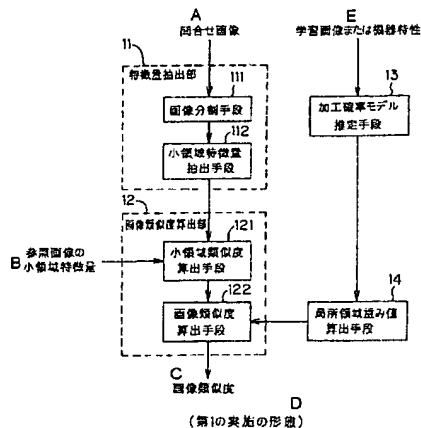 A
問合せ画像
E
学習画像または機器特性
11
特徴量抽出部
111
画像分割手段
112
小領域特徴量
抽出手段
13
加工確率モデル
推定手段
12
画像類似度算出部
121
小領域類似度
算出手段
B 参照画像の
小領域特徴量
122
画像類似度
算出手段
14
局所領域重み値
算出手段
C
画像類似度
D
(第1の実施の形態)